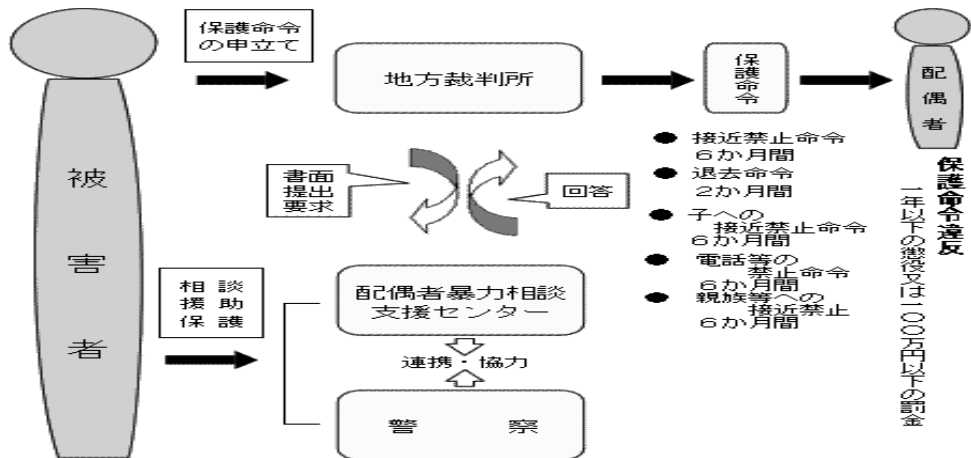 保護命令
の申立て
地方裁判所
保護命令
配偶者
被害者
書面
提出
要求
回答
● 接近禁止命令
6か月間
● 退去命令
2か月間
● 子への
接近禁止命令
6か月間
● 電話等の
禁止命令
6か月間
● 親族等への
接近禁止
6か月間
保護命令違反
一年以下の懲役又は一〇〇万円以下の罰金
相談
援助
保護
配偶者暴力相談
支援センター
連携・協力
警察